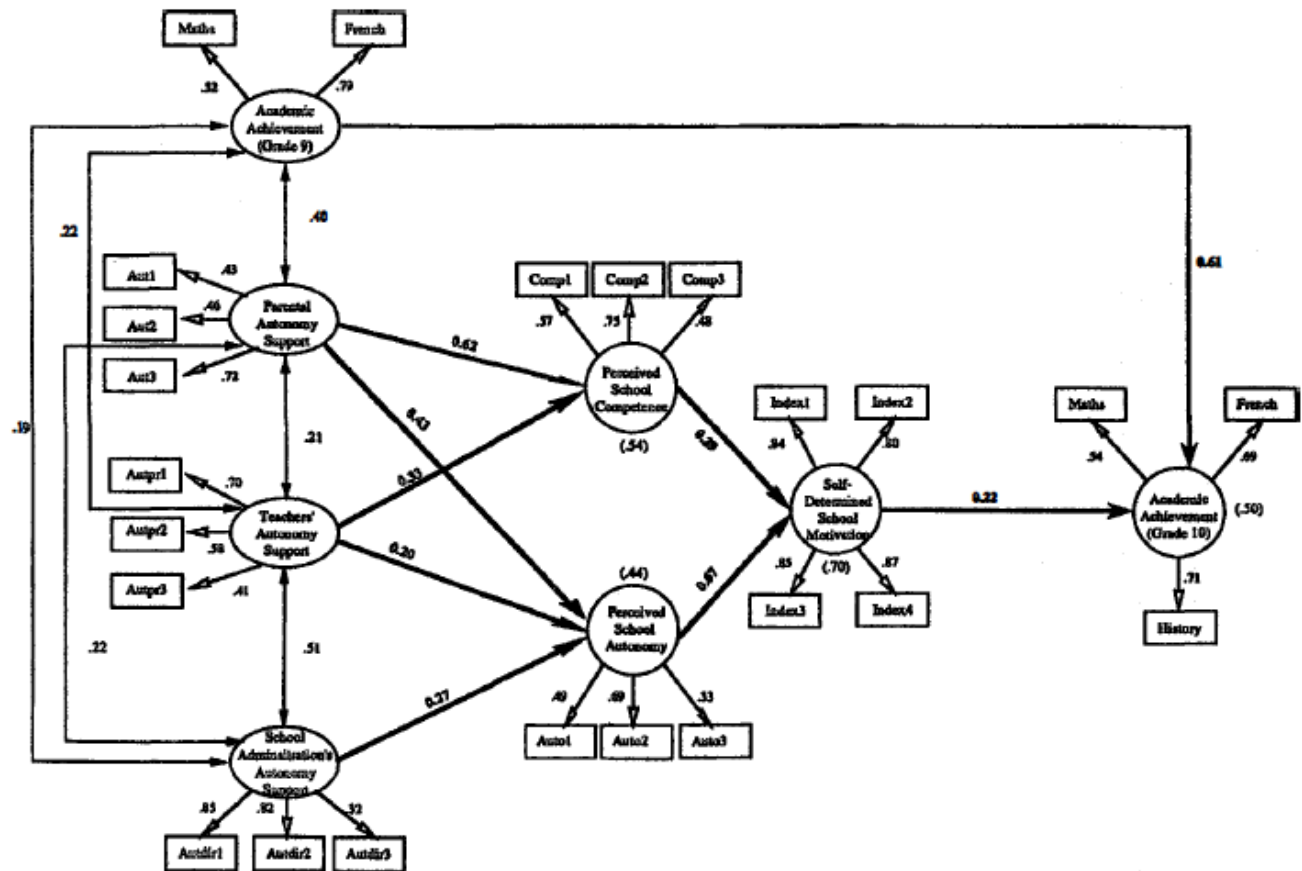 Maths
French
.79
Academic
Achievement
(Grade 9)
.22
.40
0.61
Aut1
.43
Aut2
.46
Aut3
.72
Parental
Autonomy
Support
Comp1
Comp2
Comp3
.57
.75
.48
0.62
Perceived
School
Competence
(.54)
0.43
0.33
.19
.21
Index1
Index2
.84
.80
Maths
French
.54
.69
Autpr1
.70
Autpr2
.58
Autpr3
.41
Teachers'
Autonomy
Support
0.20
Self-
Determined
School
Motivation
(.70)
0.22
Academic
Achievement
(Grade 10)
(.50)
.85
.87
Index3
Index4
.71
History
(.44)
Perceived
School
Autonomy
.22
.51
0.27
.49
.69
.33
Auto1
Auto2
Auto3
School
Administration's
Autonomy
Support
.85
.82
Autdir1
Autdir2
Autdir3